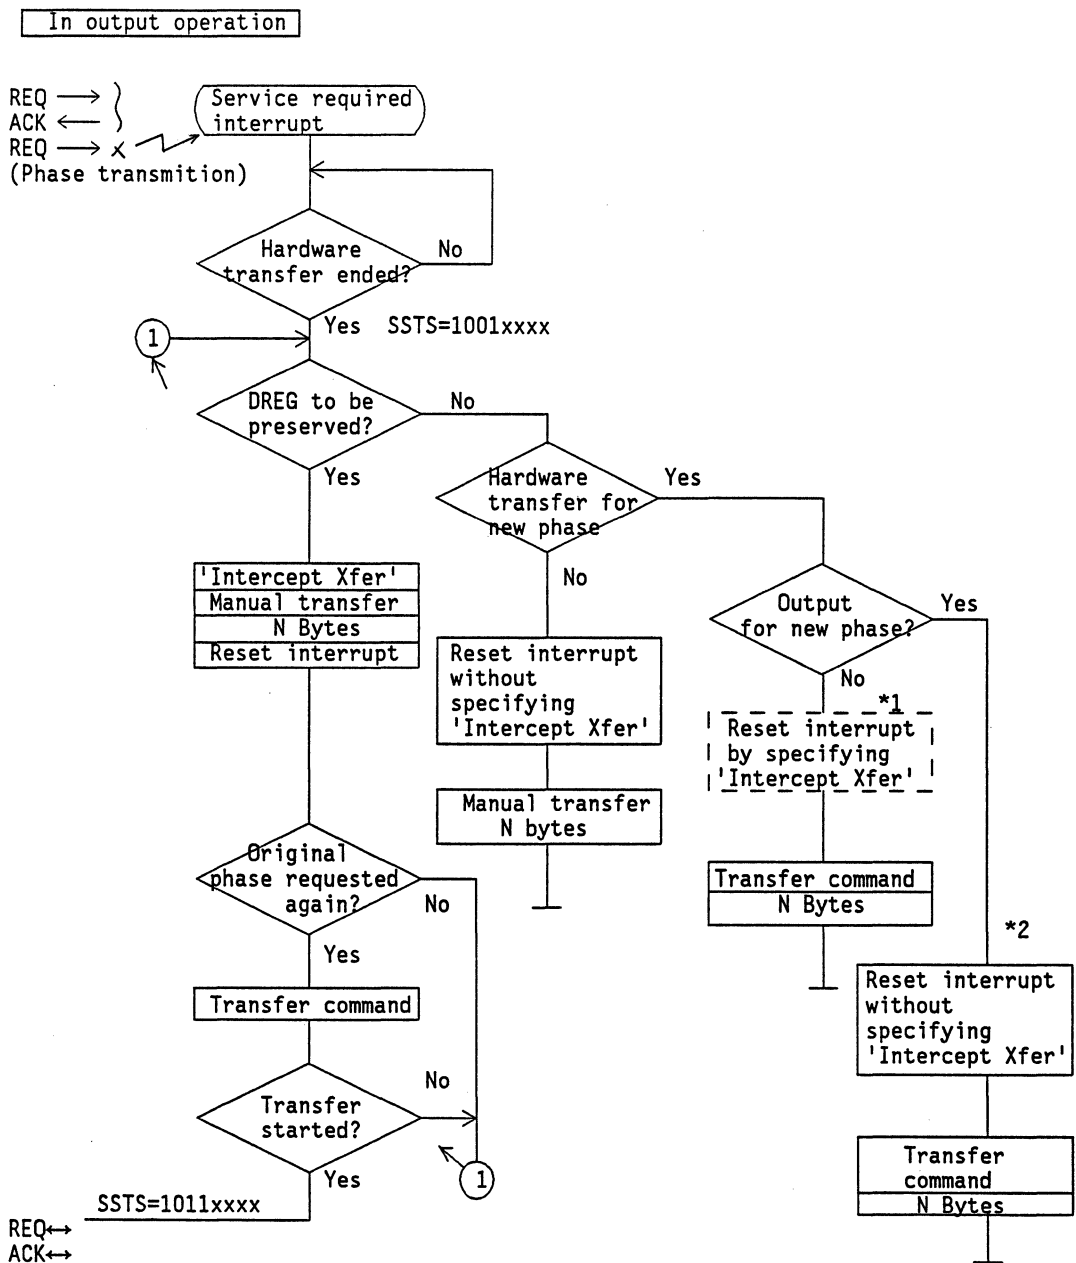 In output operation
REQ
ACK
REQ
(Phase transmition)
Service required
interrupt
Hardware
transfer ended?
No
Yes SSTS=1001xxxx
1
DREG to be
preserved?
No
Yes
Hardware
transfer for
new phase
Yes
No
Output
for new phase?
Yes
No
'Intercept Xfer'
Manual transfer
N Bytes
Reset interrupt
Reset interrupt
without
specifying
'Intercept Xfer'
Manual transfer
N bytes
*1
Reset interrupt
by specifying
'Intercept Xfer'
Transfer command
N Bytes
*2
Reset interrupt
without
specifying
'Intercept Xfer'
Transfer
command
N Bytes
Original
phase requested
again?
No
Yes
Transfer command
No
Transfer
started?
Yes
1
SSTS=1011xxxx
REQ↔
ACK↔